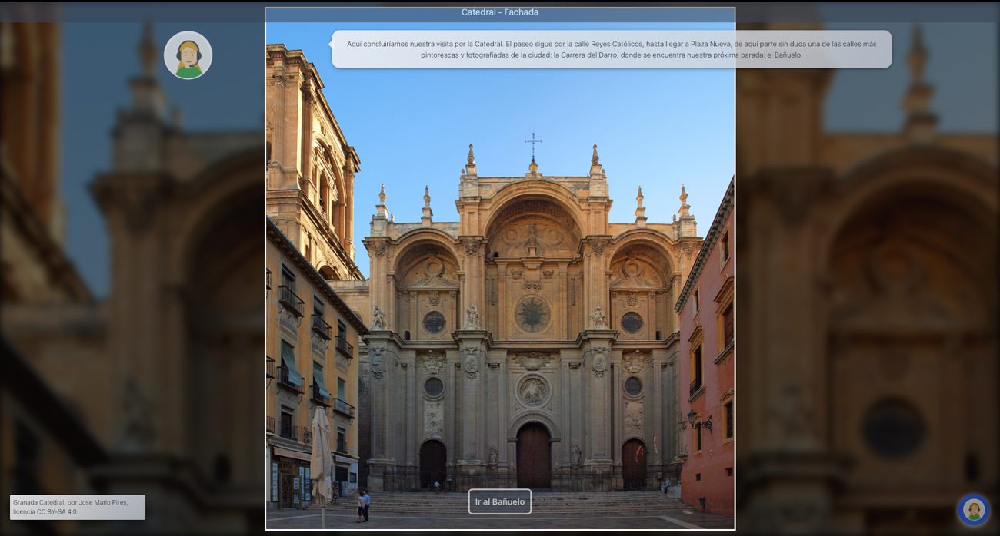 Catedral - Fachada
Aquí concluiríamos nuestra visita por la Catedral. El paseo sigue por la calle Reyes Católicos, hasta llegar a Plaza Nueva, de aquí parte sin duda una de las calles más
pintorescas y fotografiadas de la ciudad: la Carrera del Darro, donde se encuentra nuestra próxima parada: el Bañuelo.
Ir al Bañuelo
Granada Catedral, por Jose Mario Pires,
licencia CC BY-SA 4.0